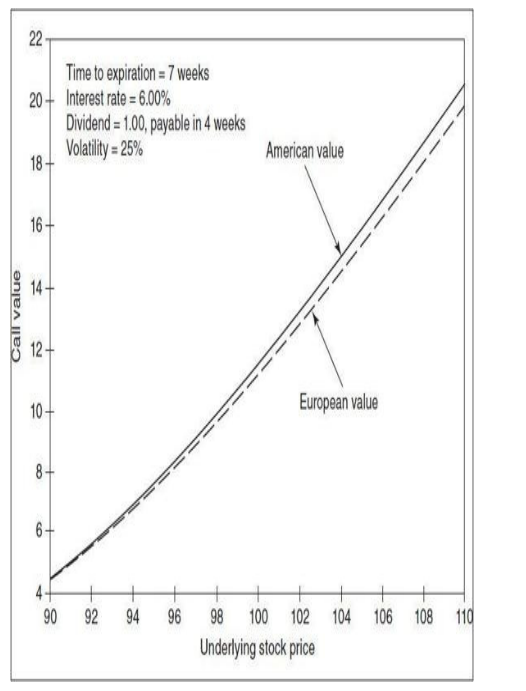 22
Time to expiration = 7 weeks
Interest rate = 6.00%
Dividend = 1.00, payable in 4 weeks
Volatility = 25%
American value
20
18
16
14
12
10
8
6
4
Call value
European value
90 92 94 96 98 100 102 104 106 108 110
Underlying stock price